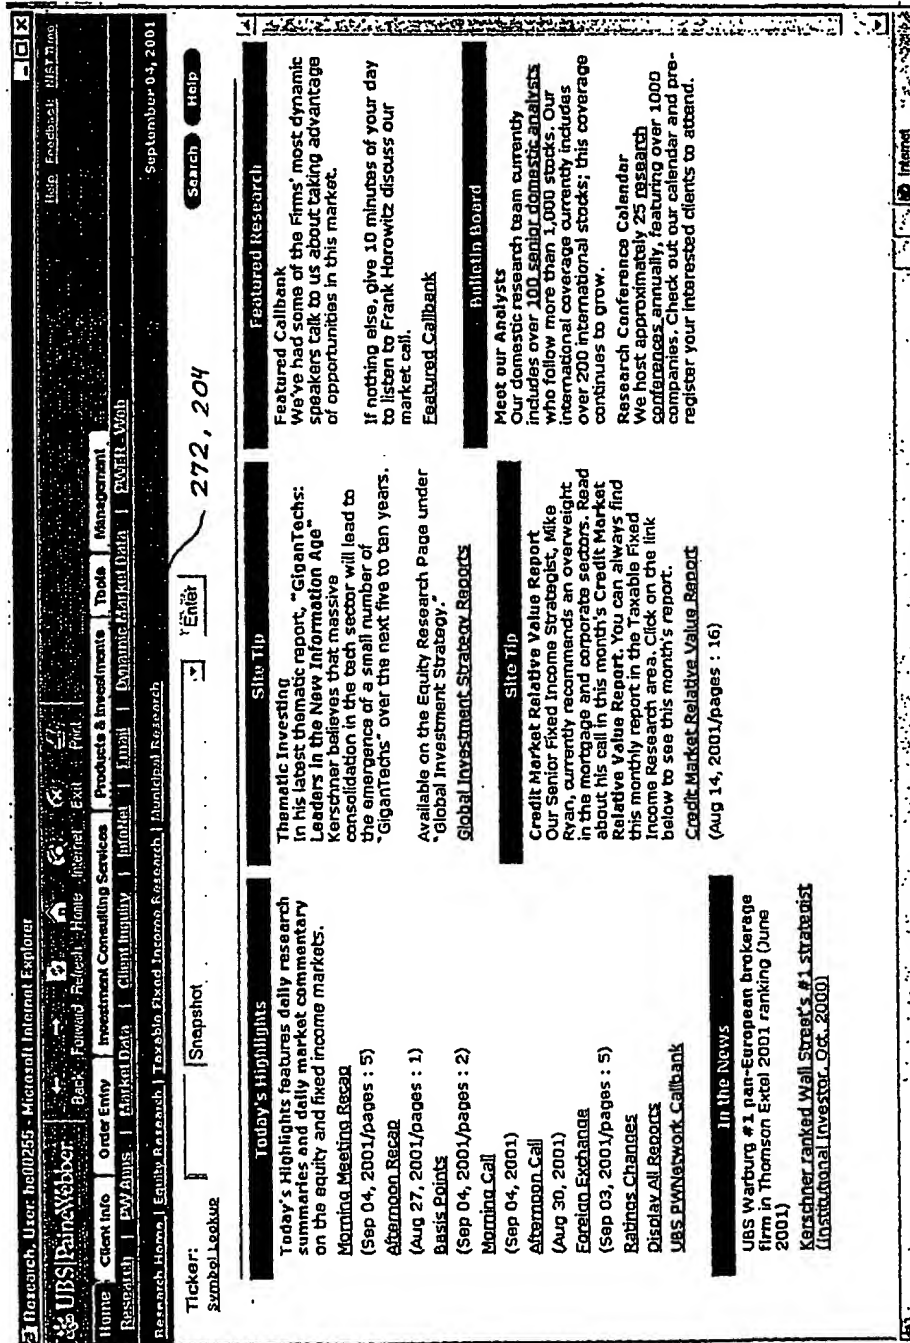 Research, User: he00255 - Microsoft Internet Explorer
UBS PaineWebber
Back Forward Refresh Home Internet Exit Print
Help Feedback
Home Client Info Order Entry Investment Consulting Services Products & Investments Tools Management
Research | PW Apps | Market Data | Client Inquiry | InfoNet | Email | Dynamic Market Data | PWER-Web
Research Home | Equity Research | Taxable Fixed Income Research | Municipal Research
September 04, 2001
272, 204
Ticker:
Snapshot
Enter
Search
Help
Symbol Lookup
Today's Highlights
Today's Highlights features daily research
summaries and daily market commentary
on the equity and fixed income markets.
Morning Meeting Recap
(Sep 04, 2001/pages : 5)
Afternoon Recap
(Aug 27, 2001/pages : 1)
Basis Points
(Sep 04, 2001/pages : 2)
Morning Call
(Sep 04, 2001)
Afternoon Call
(Aug 30, 2001)
Foreign Exchange
(Sep 03, 2001/pages : 5)
Ratings Changes
Display All Reports
UBS PWNetwork Callbank
In the News
UBS Warburg #1 pan-European brokerage
firm in Thomson Extel 2001 ranking (June
2001)
Kerschner ranked Wall Street's #1 strategist
(Institutional Investor, Oct. 2000)
Site Tip
Thematic Investing
In his latest thematic report, "GiganTechs:
Leaders in the New Information Age"
Kerschner believes that massive
consolidation in the tech sector will lead to
the emergence of a small number of
"GiganTechs" over the next five to ten years.
Available on the Equity Research Page under
"Global Investment Strategy."
Global Investment Strategy Reports
Site Tip
Credit Market Relative Value Report
Our Senior Fixed Income Strategist, Mike
Ryan, currently recommends an overweight
in the mortgage and corporate sectors. Read
about his call in this month's Credit Market
Relative Value Report. You can always find
this monthly report in the Taxable Fixed
Income Research area. Click on the link
below to see this month's report.
Credit Market Relative Value Report
(Aug 14, 2001/pages : 16)
Featured Research
Featured Callbank
We've had some of the Firms' most dynamic
speakers talk to us about taking advantage
of opportunities in this market.
If nothing else, give 10 minutes of your day
to listen to Frank Horowitz discuss our
market call.
Featured Callbank
Bulletin Board
Meet our Analysts
Our domestic research team currently
includes over 100 senior domestic analysts
who follow more than 1,000 stocks. Our
international coverage currently includes
over 200 international stocks; this coverage
continues to grow.
Research Conference Calendar
We host approximately 25 research
conferences annually, featuring over 1000
companies. Check out our calendar and pre-
register your interested clients to attend.
Internet